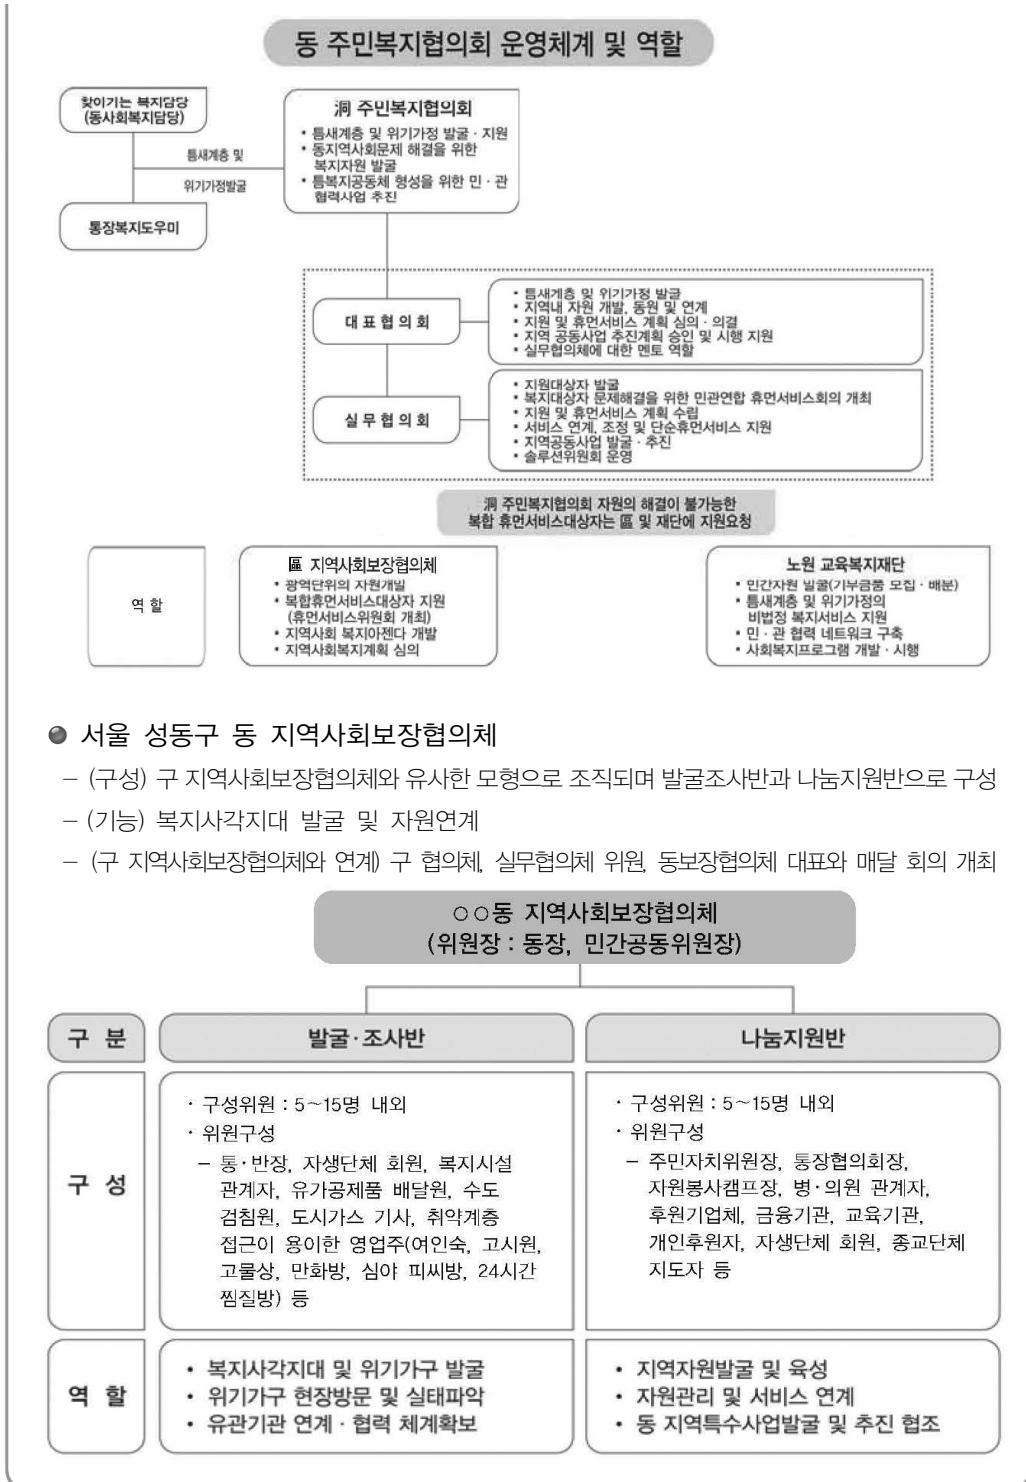 동 주민복지협의회 운영체계 및 역할
찾이기는 복지담당
(동사회복지담당)
틈새계층 및
위기가정발굴
통장복지도우미
洞 주민복지협의회
• 틈새계층 및 위기가정 발굴 · 지원
• 동지역사회문제 해결을 위한
복지자원 발굴
• 틈복지공동체 형성을 위한 민 · 관
협력사업 추진
대표협의회
• 틈새계층 및 위기가정 발굴
• 지역내 자원 개발, 동원 및 연계
• 지원 및 휴먼서비스 계획 심의 · 의결
• 지역 공동사업 추진계획 승인 및 시행 지원
• 실무협의체에 대한 멘토 역할
실무협의회
• 지원대상자 발굴
• 복지대상자 문제해결을 위한 민관연합 휴먼서비스회의 개최
• 지원 및 휴먼서비스 계획 수립
• 서비스 연계, 조정 및 단순휴먼서비스 지원
• 지역공동사업 발굴 · 추진
• 솔루션위원회 운영
洞 주민복지협의회 자원의 해결이 불가능한
복합 휴먼서비스대상자는 區 및 재단에 지원요청
역 할
區 지역사회보장협의체
• 광역단위의 자원개발
• 복합휴먼서비스대상자 지원
(휴먼서비스위원회 개최)
• 지역사회 복지아젠다 개발
• 지역사회복지계획 심의
노원 교육복지재단
• 민간자원 발굴(기부금품 모집 · 배분)
• 틈새계층 및 위기가정의
비법정 복지서비스 지원
• 민 · 관 협력 네트워크 구축
• 사회복지프로그램 개발 · 시행
서울 성동구 동 지역사회보장협의체
– (구성) 구 지역사회보장협의체와 유사한 모형으로 조직되며 발굴조사반과 나눔지원반으로 구성
– (기능) 복지사각지대 발굴 및 자원연계
– (구 지역사회보장협의체와 연계) 구 협의체, 실무협의체 위원, 동보장협의체 대표와 매달 회의 개최
○○동 지역사회보장협의체
(위원장 : 동장, 민간공동위원장)
구 분
발굴·조사반
나눔지원반
구 성
· 구성위원 : 5~15명 내외
· 위원구성
– 통·반장, 자생단체 회원, 복지시설
관계자, 유가공제품 배달원, 수도
검침원, 도시가스 기사, 취약계층
접근이 용이한 영업주(여인숙, 고시원,
고물상, 만화방, 심야 피씨방, 24시간
찜질방) 등
· 구성위원 : 5~15명 내외
· 위원구성
– 주민자치위원장, 통장협의회장,
자원봉사캠프장, 병·의원 관계자,
후원기업체, 금융기관, 교육기관,
개인후원자, 자생단체 회원, 종교단체
지도자 등
역 할
• 복지사각지대 및 위기가구 발굴
• 위기가구 현장방문 및 실태파악
• 유관기관 연계 · 협력 체계확보
• 지역자원발굴 및 육성
• 자원관리 및 서비스 연계
• 동 지역특수사업발굴 및 추진 협조